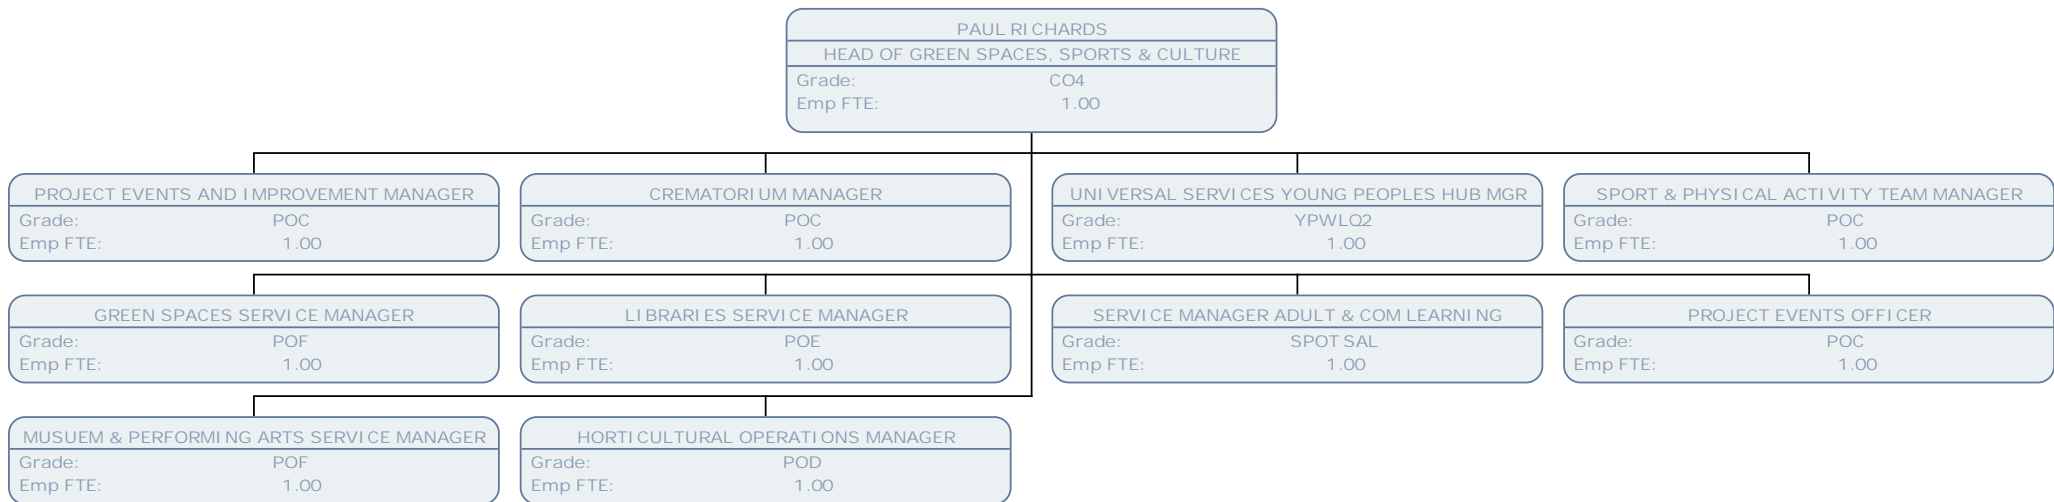 PAUL RICHARDS
HEAD OF GREEN SPACES, SPORTS & CULTURE
Grade: CO4
Emp FTE: 1.00
PROJECT EVENTS AND IMPROVEMENT MANAGER
Grade: POC
Emp FTE: 1.00
CREMATORIUM MANAGER
Grade: POC
Emp FTE: 1.00
UNIVERSAL SERVICES YOUNG PEOPLES HUB MGR
Grade: YPWLQ2
Emp FTE: 1.00
SPORT & PHYSICAL ACTIVITY TEAM MANAGER
Grade: POC
Emp FTE: 1.00
GREEN SPACES SERVICE MANAGER
Grade: POF
Emp FTE: 1.00
LIBRARIES SERVICE MANAGER
Grade: POE
Emp FTE: 1.00
SERVICE MANAGER ADULT & COM LEARNING
Grade: SPOT SAL
Emp FTE: 1.00
PROJECT EVENTS OFFICER
Grade: POC
Emp FTE: 1.00
MUSUEM & PERFORMING ARTS SERVICE MANAGER
Grade: POF
Emp FTE: 1.00
HORTICULTURAL OPERATIONS MANAGER
Grade: POD
Emp FTE: 1.00